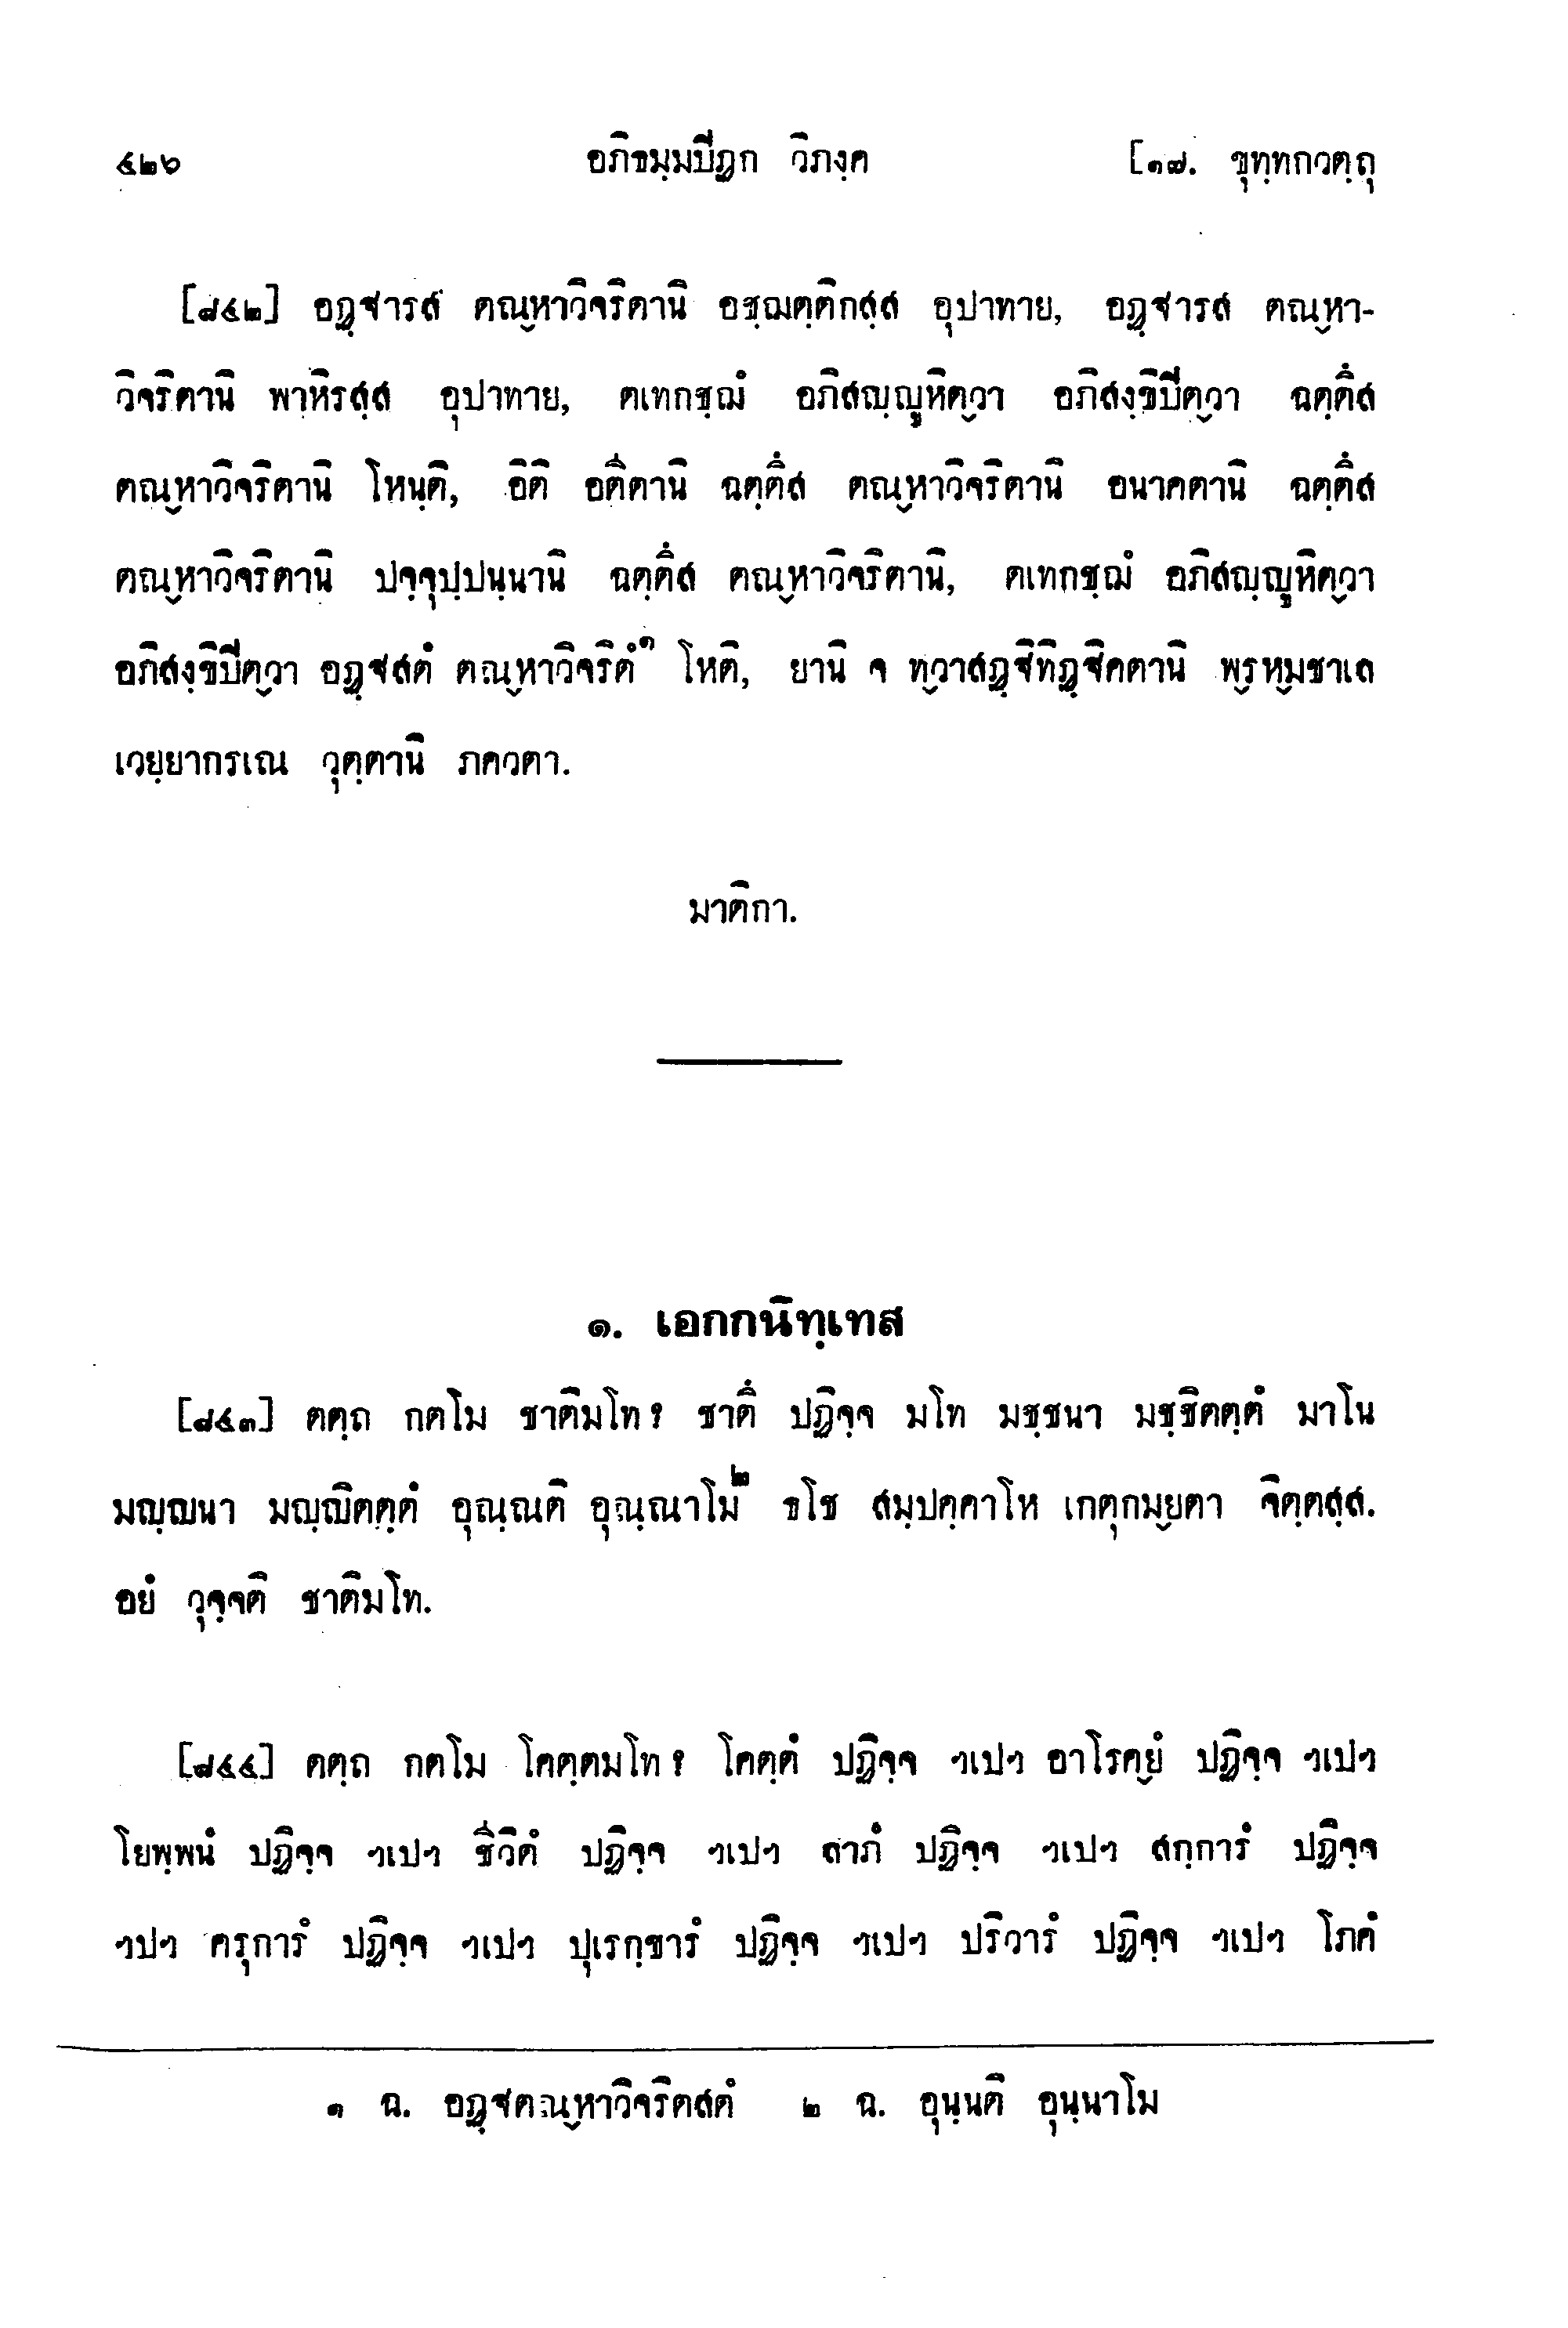 ๔๒๖ อภิธมฺมปิฏก วิภงฺค [๑๗. ขุทฺทกวตฺถุ
[๘๔๒] อฏฺฐารส ตณฺหาวิจริตานิ อชฺฌตฺติกสฺส อุปาทาย, อฏฺฐารส ตณฺหา-
วิจริตานิ พาหิรสฺส อุปาทาย, ตเทกชฺฌํ อภิสญฺญูหิตฺวา อภิสงฺขิปิตฺวา ฉตฺตึส
ตณฺหาวิจริตานิ โหนฺติ, อิติ อตีตานิ ฉตฺตึส ตณฺหาวิจริตานิ อนาคตานิ ฉตฺตึส
ตณฺหาวิจริตานิ ปจฺจุปฺปนฺนานิ ฉตฺตึส ตณฺหาวิจริตานิ, ตเทกชฺฌํ อภิสญฺญูหิตฺวา
อภิสงฺขิปิตฺวา อฏฺฐสตํ ตณฺหาวิจริตํ๑ โหติ, ยานิ จ ทฺวาสฏฺฐิทิฏฺฐิคตานิ พฺรหฺมชาเล
เวยฺยากรเณ วุตฺตานิ ภควตา.
มาติกา.
๑. เอกกนิทฺเทส
[๘๔๓] ตตฺถ กตโม ชาติมโท? ชาตึ ปฏิจฺจ มโท มชฺชนา มชฺชิตตฺตํ มาโน
มญฺญนา มญฺญิตตฺตํ อุณฺณติ อุณฺณาโม๒ ธโช สมฺปคฺคาโห เกตุกมฺยตา จิตฺตสฺส.
อยํ วุจฺจติ ชาติมโท.
[๘๔๔] ตตฺถ กตโม โคตฺตมโท? โคตฺตํ ปฏิจฺจ ฯเปฯ อาโรคฺยํ ปฏิจฺจ ฯเปฯ
โยพฺพนํ ปฏิจฺจ ฯเปฯ ชีวิตํ ปฏิจฺจ ฯเปฯ ลาภํ ปฏิจฺจ ฯเปฯ สกฺการํ ปฏิจฺจ
ฯปฯ ครุการํ ปฏิจฺจ ฯเปฯ ปุเรกฺขารํ ปฏิจฺจ ฯเปฯ ปริวารํ ปฏิจฺจ ฯเปฯ โภคํ
๑ ฉ. อฏฺฐตณฺหาวิจริตสตํ ๒ ฉ. อุนฺนติ อุนฺนาโม